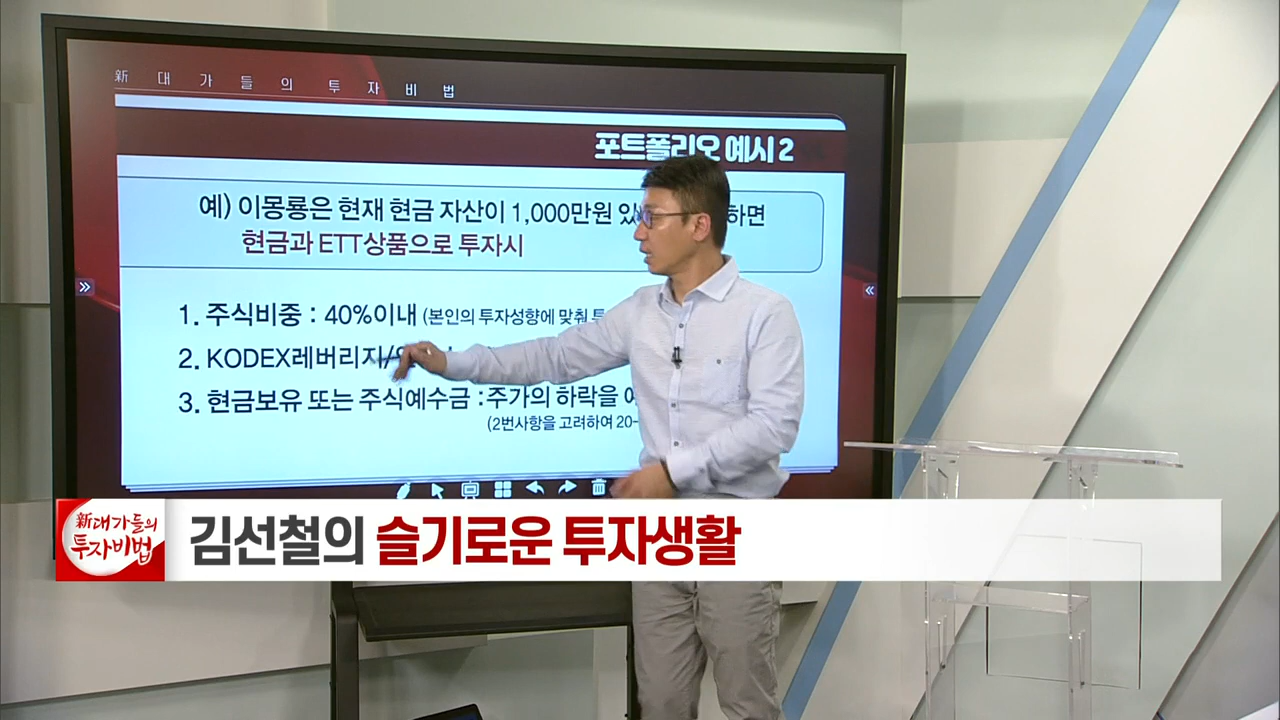 新 대 가 들 의 투 자 비 법
포트폴리오 예시 2
예) 이몽룡은 현재 현금 자산이 1,000만원 하면
현금과 ETT상품으로 투자시
1. 주식비중 : 40%이내 (본인의 투자성향에 맞춰
2. KODEX레버리지/
3. 현금보유 또는 주식예수금 : 주가의 하락을
(2번사항을 고려하여 20-
新대가들의
투자비법
김선철의 슬기로운 투자생활